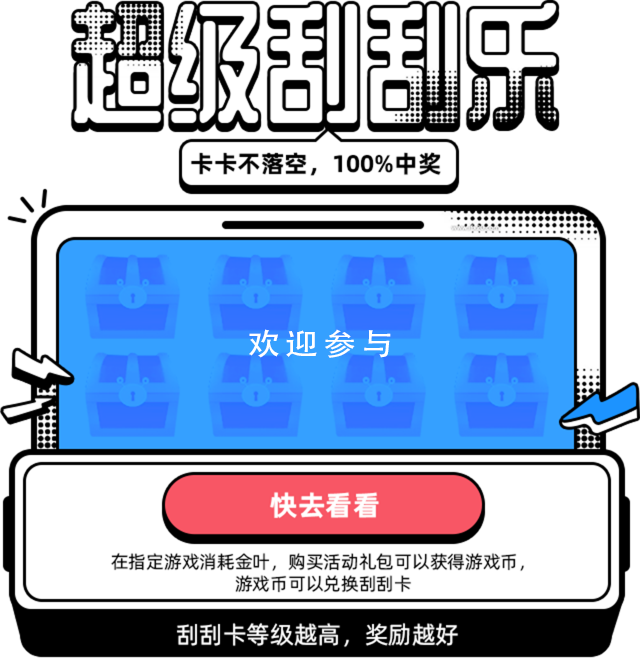 超级刮刮乐
卡卡不落空，100%中奖
欢迎参与
快去看看
在指定游戏消耗金叶，购买活动礼包可以获得游戏币，
游戏币可以兑换刮刮卡
刮刮卡等级越高，奖励越好